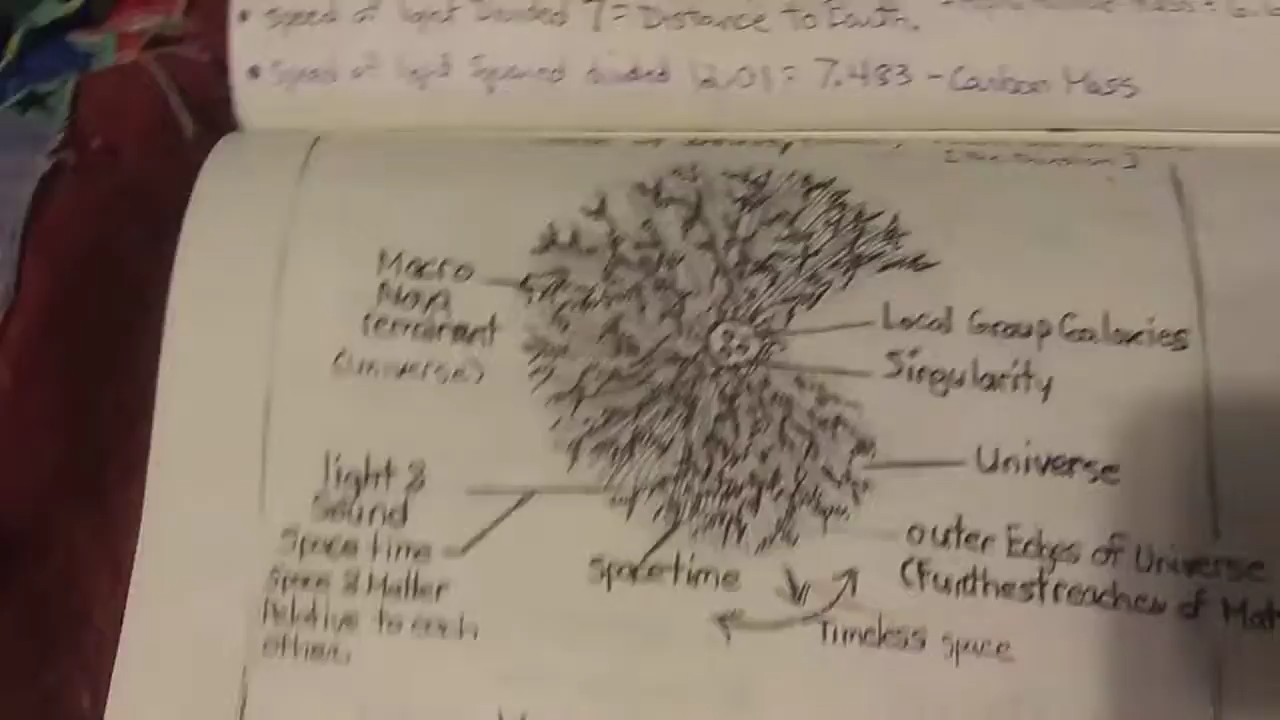 • Speed of light Divided 7 = Distance to Earth.
• Speed of light Squared divided 12.01 = 7.483 - Carbon Mass
Macro
Map
(universe)
Local Group Galaxies
Singularity
Universe
light &
Sound
Space time
Space & Matter
Relative to each
other.
Spacetime
outer Edges of Universe
(Furthest reaches of Mat
Timeless space